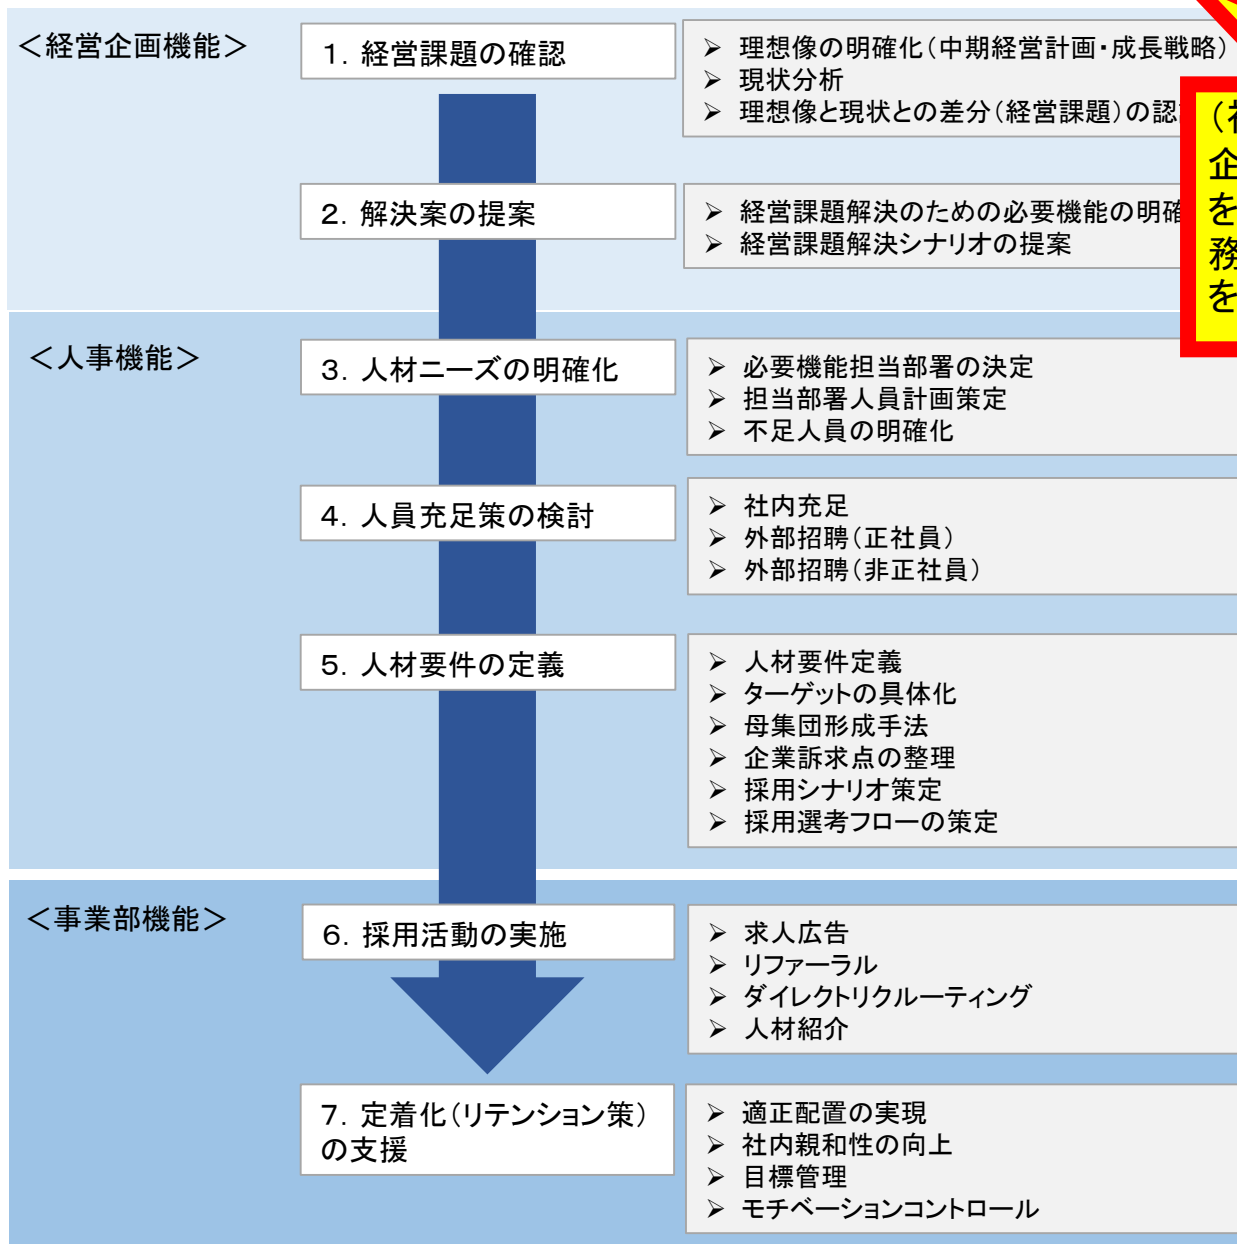 ＜経営企画機能＞
１．経営課題の確認
➢ 理想像の明確化（中期経営計画・成長戦略）
➢ 現状分析
➢ 理想像と現状との差分（経営課題）の認
２．解決案の提案
➢ 経営課題解決のための必要機能の明確
➢ 経営課題解決シナリオの提案
企
を
務
を
＜人事機能＞
３．人材ニーズの明確化
➢ 必要機能担当部署の決定
➢ 担当部署人員計画策定
➢ 不足人員の明確化
４．人員充足策の検討
➢ 社内充足
➢ 外部招聘（正社員）
➢ 外部招聘（非正社員）
５．人材要件の定義
➢ 人材要件定義
➢ ターゲットの具体化
➢ 母集団形成手法
➢ 企業訴求点の整理
➢ 採用シナリオ策定
➢ 採用選考フローの策定
＜事業部機能＞
６．採用活動の実施
➢ 求人広告
➢ リファーラル
➢ ダイレクトリクルーティング
➢ 人材紹介
７．定着化（リテンション策）
の支援
➢ 適正配置の実現
➢ 社内親和性の向上
➢ 目標管理
➢ モチベーションコントロール